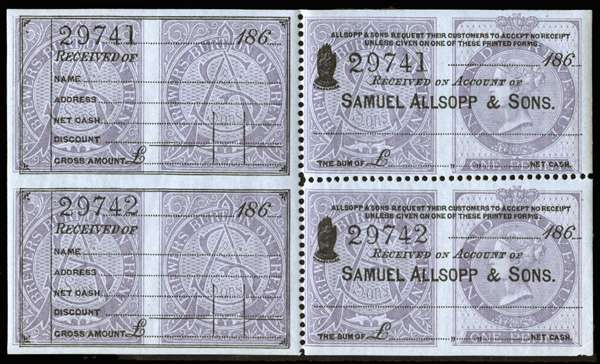 29741 186
RECEIVED OF
NAME
ADDRESS
NET CASH
DISCOUNT
GROSS AMOUNT £
ALLSOPP & SONS REQUEST THEIR CUSTOMERS TO ACCEPT NO RECEIPT
UNLESS GIVEN ON ONE OF THESE PRINTED FORMS.
29741 186
RECEIVED ON ACCOUNT OF
SAMUEL ALLSOPP & SONS.
THE SUM OF £ " " NET CASH.
ONE PENNY
29742 186
RECEIVED OF
NAME
ADDRESS
NET CASH
DISCOUNT
GROSS AMOUNT £
ALLSOPP & SONS REQUEST THEIR CUSTOMERS TO ACCEPT NO RECEIPT
UNLESS GIVEN ON ONE OF THESE PRINTED FORMS.
29742 186
RECEIVED ON ACCOUNT OF
SAMUEL ALLSOPP & SONS.
THE SUM OF £ " " NET CASH.
ONE PENNY